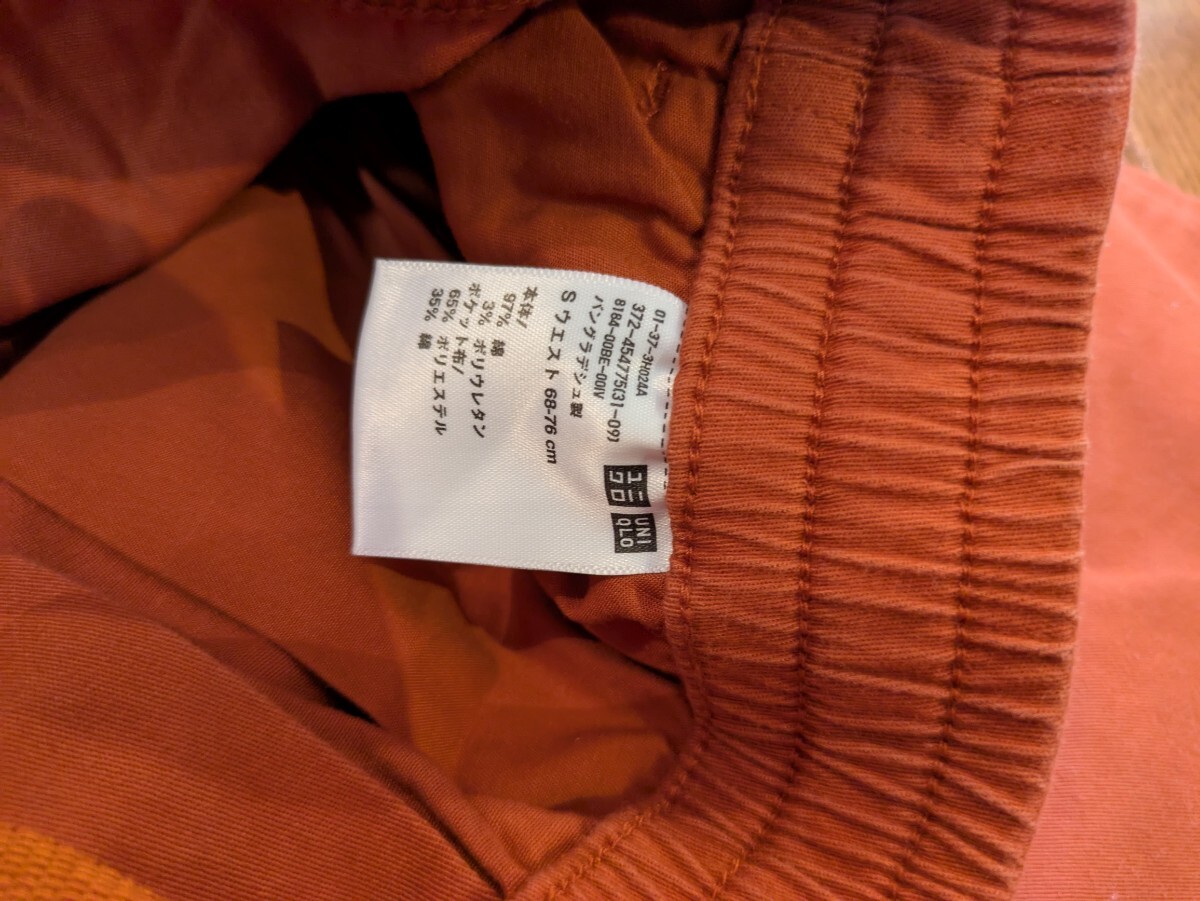 01-37-3H024A
372-454775(31-09)
8184-00BE-00IV
バングラデシュ製
S ウエスト 68-76 cm
本体/
97% 綿
3% ポリウレタン
ポケット布/
65% ポリエステル
35% 綿
ユニ
クロ
UNI
QLO